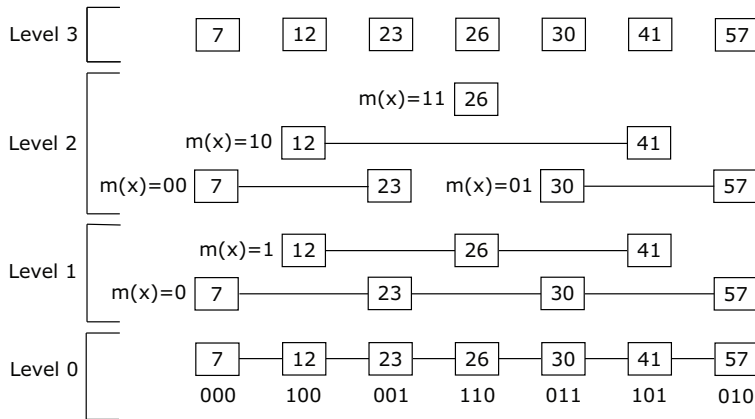 Level 3 7 12 23 26 30 41 57
m(x)=11 26
Level 2 m(x)=10 12 41
m(x)=00 7 23 m(x)=01 30 57
m(x)=1 12 26 41
Level 1
m(x)=0 7 23 30 57
Level 0 7 12 23 26 30 41 57
000 100 001 110 011 101 010